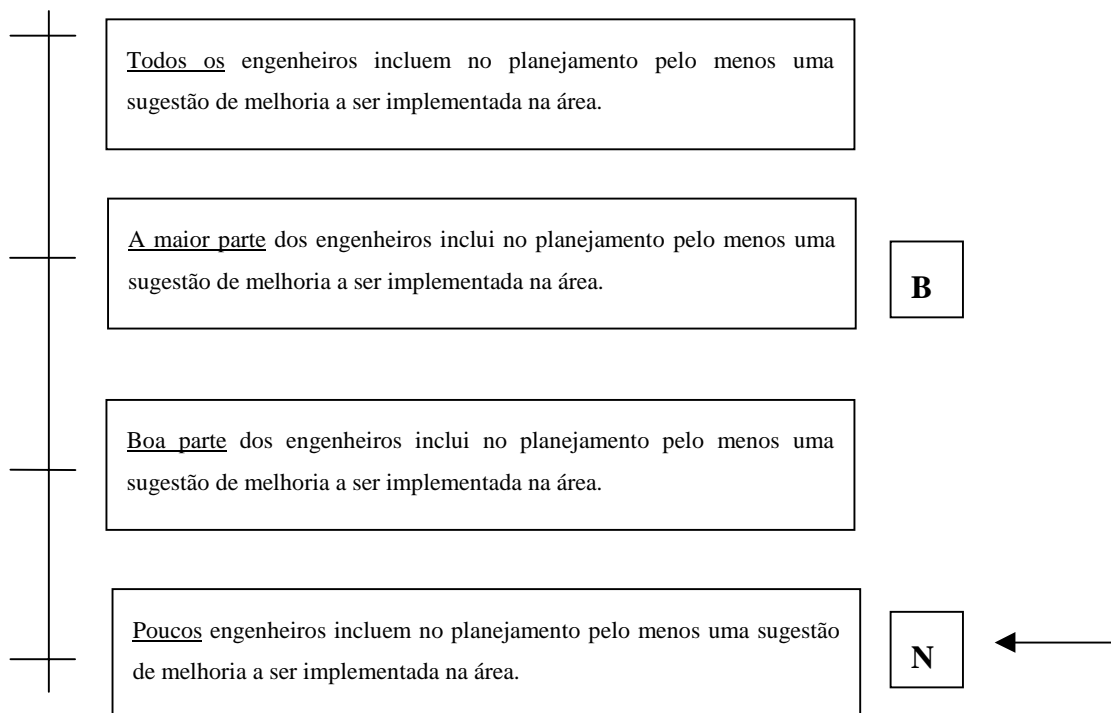 Todos os engenheiros incluem no planejamento pelo menos uma
sugestão de melhoria a ser implementada na área.
A maior parte dos engenheiros inclui no planejamento pelo menos uma
sugestão de melhoria a ser implementada na área.
B
Boa parte dos engenheiros inclui no planejamento pelo menos uma
sugestão de melhoria a ser implementada na área.
Poucos engenheiros incluem no planejamento pelo menos uma sugestão
de melhoria a ser implementada na área.
N